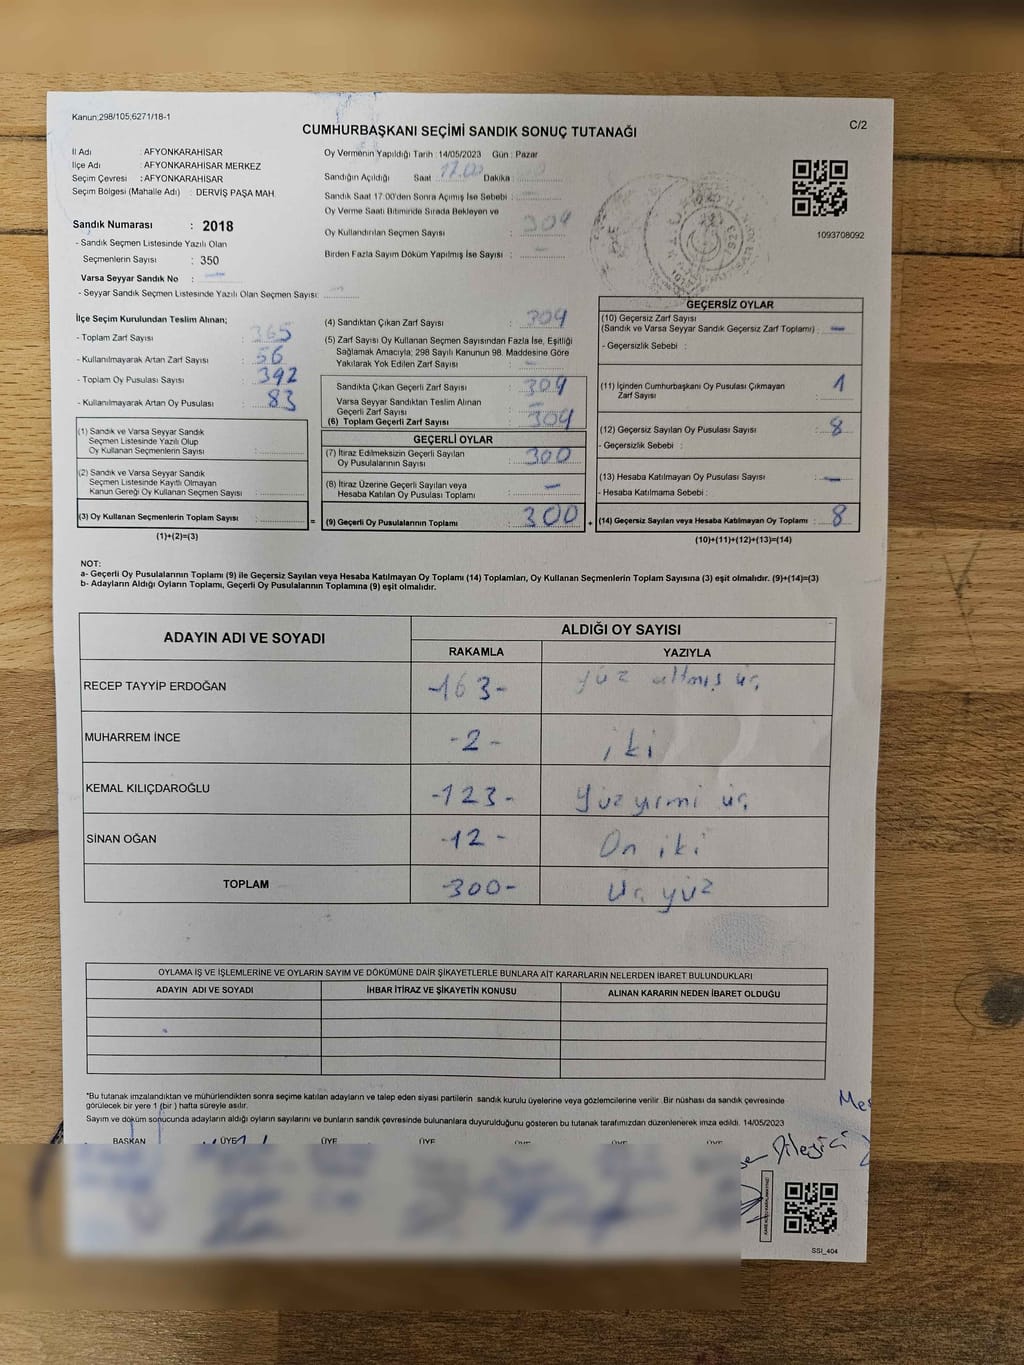 Kanun;298/105;6271/18-1
CUMHURBAŞKANI SEÇİMİ SANDIK SONUÇ TUTANAĞI
C/2
İl Adı : AFYONKARAHİSAR
İlçe Adı : AFYONKARAHİSAR MERKEZ
Seçim Çevresi : AFYONKARAHİSAR
Seçim Bölgesi (Mahalle Adı) : DERVİŞ PAŞA MAH.
Sandık Numarası : 2018
- Sandık Seçmen Listesinde Yazılı Olan
Seçmenlerin Sayısı : 350
Varsa Seyyar Sandık No : —
- Seyyar Sandık Seçmen Listesinde Yazılı Olan Seçmen Sayısı:
Oy Vermenin Yapıldığı Tarih : 14/05/2023 Gün : Pazar
Sandığın Açıldığı Saat 17.00 Dakika :
Sandık Saat 17.00'den Sonra Açımış İse Sebebi :
Oy Verme Saati Bitiminde Sırada Bekleyen ve
Oy Kullandırılan Seçmen Sayısı : 309
Birden Fazla Sayım Döküm Yapılmış İse Sayısı : —
1093708092
İlçe Seçim Kurulundan Teslim Alınan;
- Toplam Zarf Sayısı : 365
- Kullanılmayarak Artan Zarf Sayısı : 56
- Toplam Oy Pusulası Sayısı : 392
- Kullanılmayarak Artan Oy Pusulası : 83
(1) Sandık ve Varsa Seyyar Sandık
Seçmen Listesinde Yazılı Olup
Oy Kullanan Seçmenlerin Sayısı :
(2) Sandık ve Varsa Seyyar Sandık
Seçmen Listesinde Kayıtlı Olmayan
Kanun Gereği Oy Kullanan Seçmen Sayısı :
(3) Oy Kullanan Seçmenlerin Toplam Sayısı :
(1)+(2)=(3)
(4) Sandıktan Çıkan Zarf Sayısı : 309
(5) Zarf Sayısı Oy Kullanan Seçmen Sayısından Fazla İse, Eşitliği
Sağlamak Amacıyla; 298 Sayılı Kanunun 98. Maddesine Göre
Yakılarak Yok Edilen Zarf Sayısı : —
Sandıkta Çıkan Geçerli Zarf Sayısı : 309
Varsa Seyyar Sandıktan Teslim Alınan
Geçerli Zarf Sayısı : —
(6) Toplam Geçerli Zarf Sayısı : 309
GEÇERLİ OYLAR
(7) İtiraz Edilmeksizin Geçerli Sayılan
Oy Pusulalarının Sayısı : 300
(8) İtiraz Üzerine Geçerli Sayılan veya
Hesaba Katılan Oy Pusulası Toplamı : —
= (9) Geçerli Oy Pusulalarının Toplamı : 300
GEÇERSİZ OYLAR
(10) Geçersiz Zarf Sayısı
(Sandık ve Varsa Seyyar Sandık Geçersiz Zarf Toplamı) : —
- Geçersizlik Sebebi :
(11) İçinden Cumhurbaşkanı Oy Pusulası Çıkmayan
Zarf Sayısı : 1
(12) Geçersiz Sayılan Oy Pusulası Sayısı : 8
- Geçersizlik Sebebi :
(13) Hesaba Katılmayan Oy Pusulası Sayısı : —
- Hesaba Katılmama Sebebi :
+ (14) Geçersiz Sayılan veya Hesaba Katılmayan Oy Toplamı : 8
(10)+(11)+(12)+(13)=(14)
NOT:
a- Geçerli Oy Pusulalarının Toplamı (9) ile Geçersiz Sayılan veya Hesaba Katılmayan Oy Toplamı (14) Toplamları, Oy Kullanan Seçmenlerin Toplam Sayısına (3) eşit olmalıdır. (9)+(14)=(3)
b- Adayların Aldığı Oyların Toplamı, Geçerli Oy Pusulalarının Toplamına (9) eşit olmalıdır.
ADAYIN ADI VE SOYADI
ALDIĞI OY SAYISI
RAKAMLA YAZIYLA
RECEP TAYYİP ERDOĞAN -163- yüz altmış üç
MUHARREM İNCE -2- iki
KEMAL KILIÇDAROĞLU -123- yüz yirmi üç
SİNAN OĞAN -12- On iki
TOPLAM -300- Üç yüz
OYLAMA İŞ VE İŞLEMLERİNE VE OYLARIN SAYIM VE DÖKÜMÜNE DAİR ŞİKAYETLERLE BUNLARA AİT KARARLARIN NELERDEN İBARET BULUNDUKLARI
ADAYIN ADI VE SOYADI İHBAR İTİRAZ VE ŞİKAYETİN KONUSU ALINAN KARARIN NEDEN İBARET OLDUĞU
*Bu tutanak imzalandıktan ve mühürlendikten sonra seçime katılan adayların ve talep eden siyasi partilerin sandık kurulu üyelerine veya gözlemcilerine verilir .Bir nüshası da sandık çevresinde
görülecek bir yere 1 (bir ) hafta süreyle asılır.
Sayım ve döküm sonucunda adayların aldığı oyların sayılarını ve bunların sandık çevresinde bulunanlara duyurulduğunu gösteren bu tutanak tarafımızdan düzenlenerek imza edildi. 14/05/2023
BAŞKAN ÜYE ÜYE ÜYE
SSİ_404